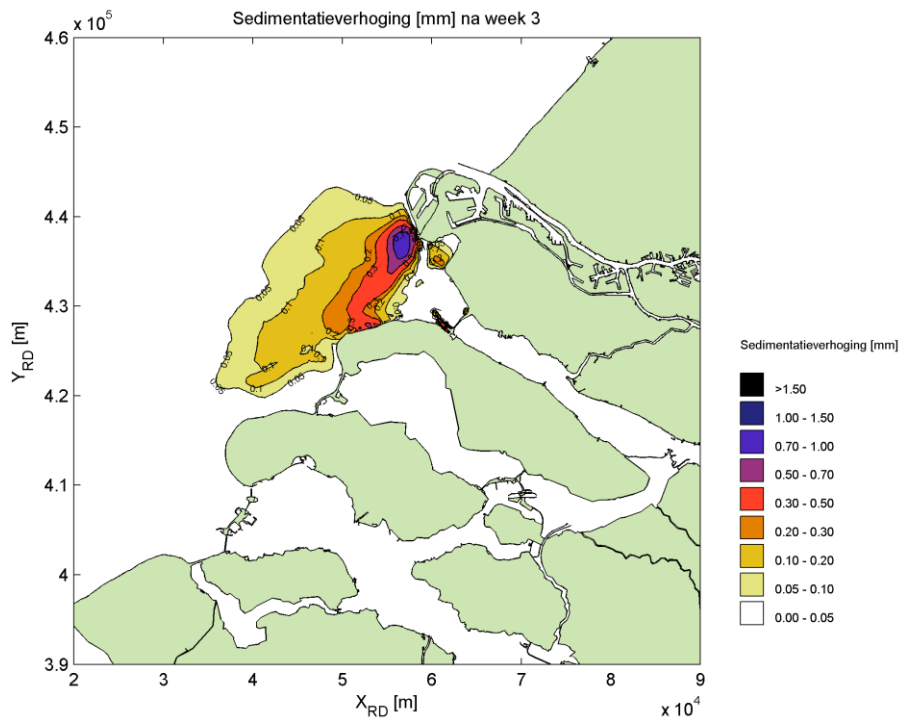 Sedimentatieverhoging [mm] na week 3
x 10^5
4.6
4.5
4.4
4.3
4.2
4.1
4
3.9
Y_RD [m]
2 3 4 5 6 7 8 9
X_RD [m]
x 10^4
Sedimentatieverhoging [mm]
>1.50
1.00 - 1.50
0.70 - 1.00
0.50 - 0.70
0.30 - 0.50
0.20 - 0.30
0.10 - 0.20
0.05 - 0.10
0.00 - 0.05